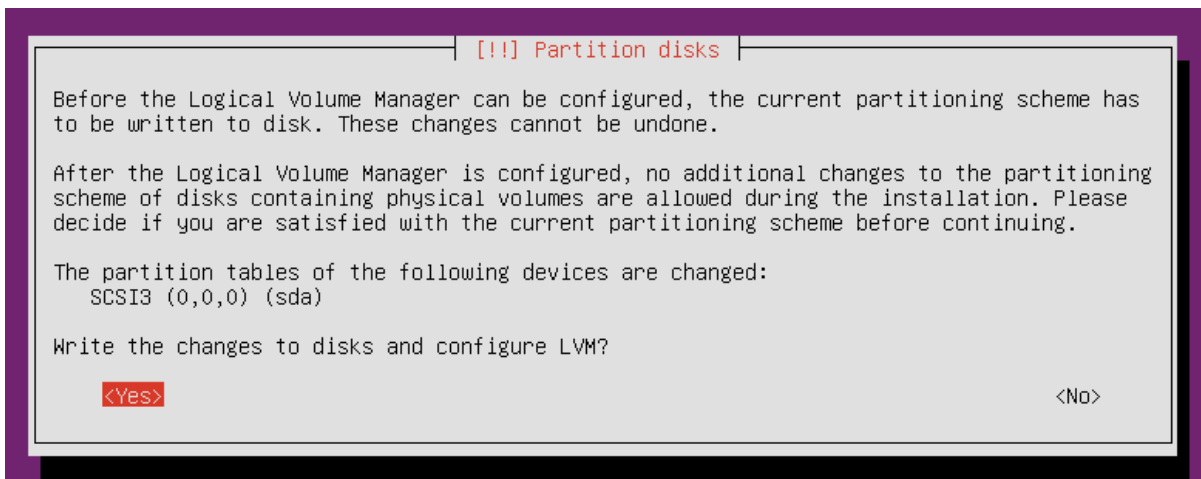 [!!] Partition disks
Before the Logical Volume Manager can be configured, the current partitioning scheme has
to be written to disk. These changes cannot be undone.
After the Logical Volume Manager is configured, no additional changes to the partitioning
scheme of disks containing physical volumes are allowed during the installation. Please
decide if you are satisfied with the current partitioning scheme before continuing.
The partition tables of the following devices are changed:
SCSI3 (0,0,0) (sda)
Write the changes to disks and configure LVM?
<Yes> <No>